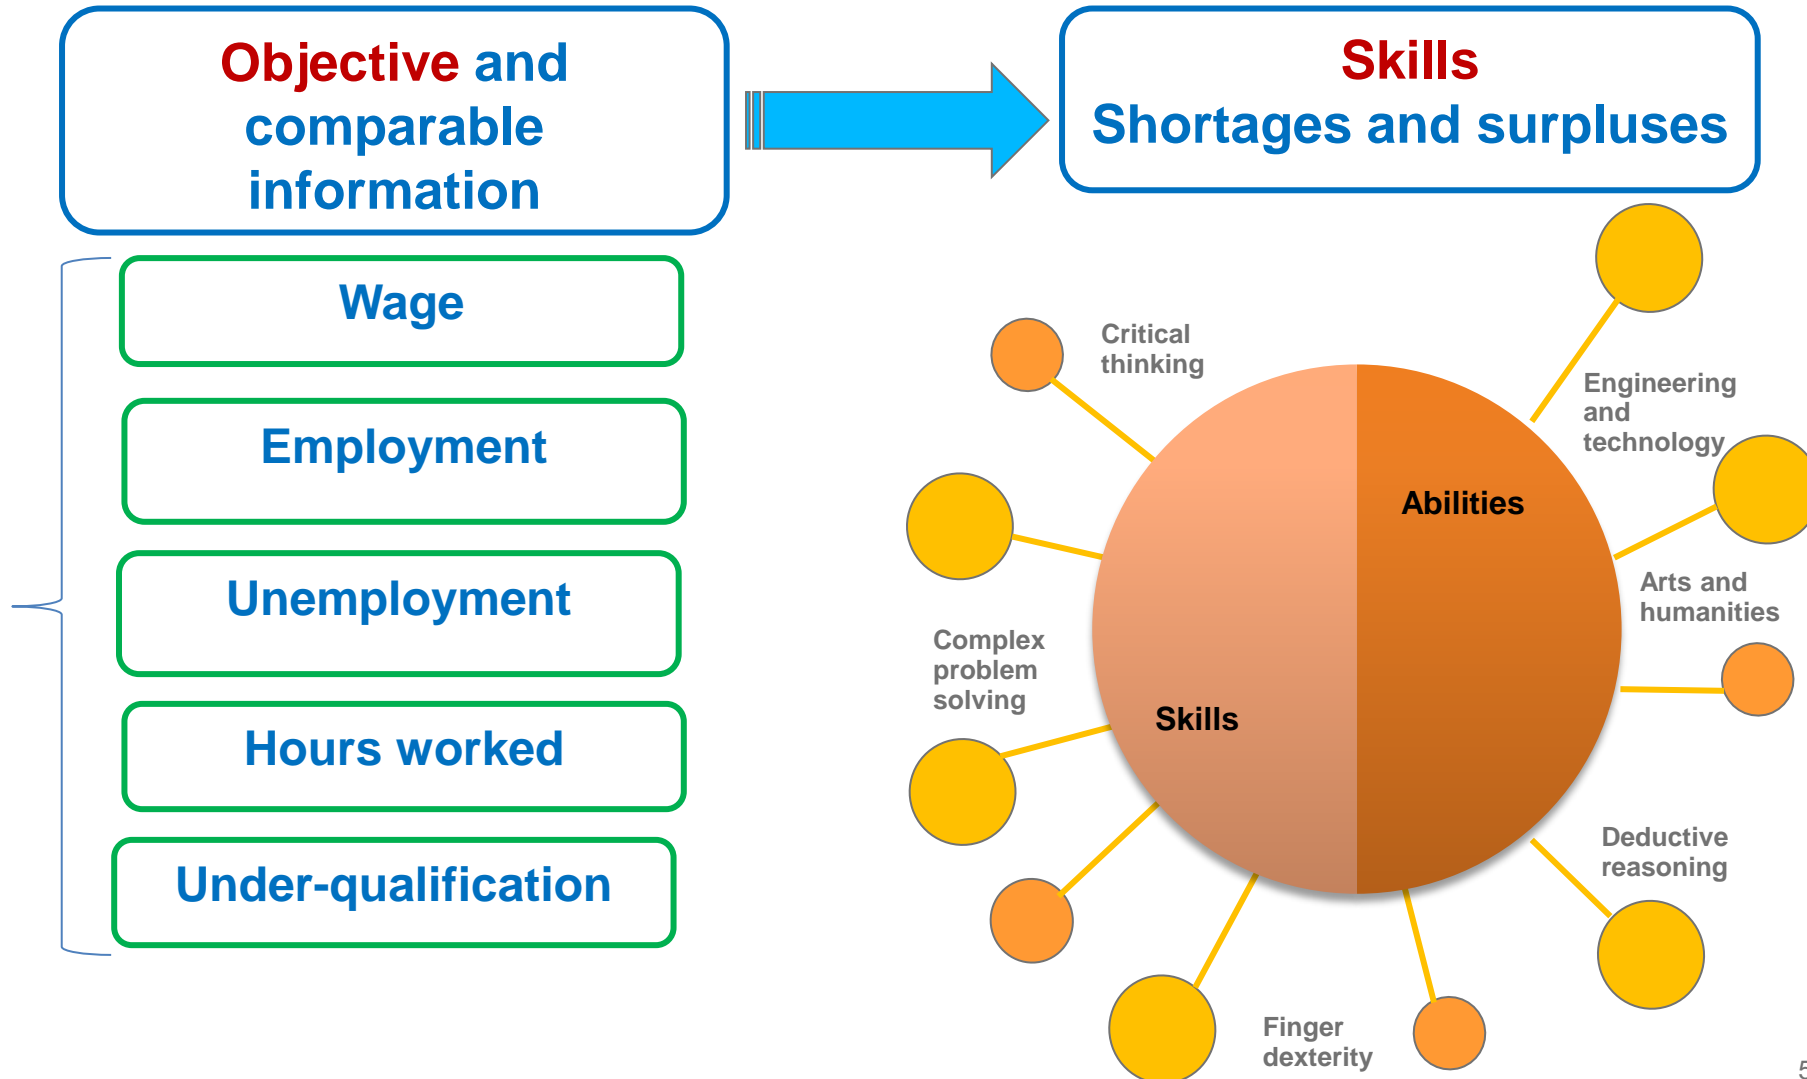 Objective and
comparable
information
Skills
Shortages and surpluses
Wage
Employment
Unemployment
Hours worked
Under-qualification
Critical
thinking
Engineering
and
technology
Abilities
Arts and
humanities
Complex
problem
solving
Skills
Deductive
reasoning
Finger
dexterity
5